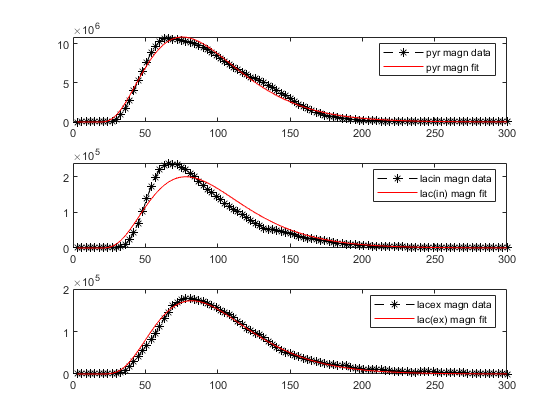 ×10^6
10
5
0
0 50 100 150 200 250 300
pyr magn data
pyr magn fit
×10^5
2
1
0
0 50 100 150 200 250 300
lacin magn data
lac(in) magn fit
×10^5
2
1
0
0 50 100 150 200 250 300
lacex magn data
lac(ex) magn fit